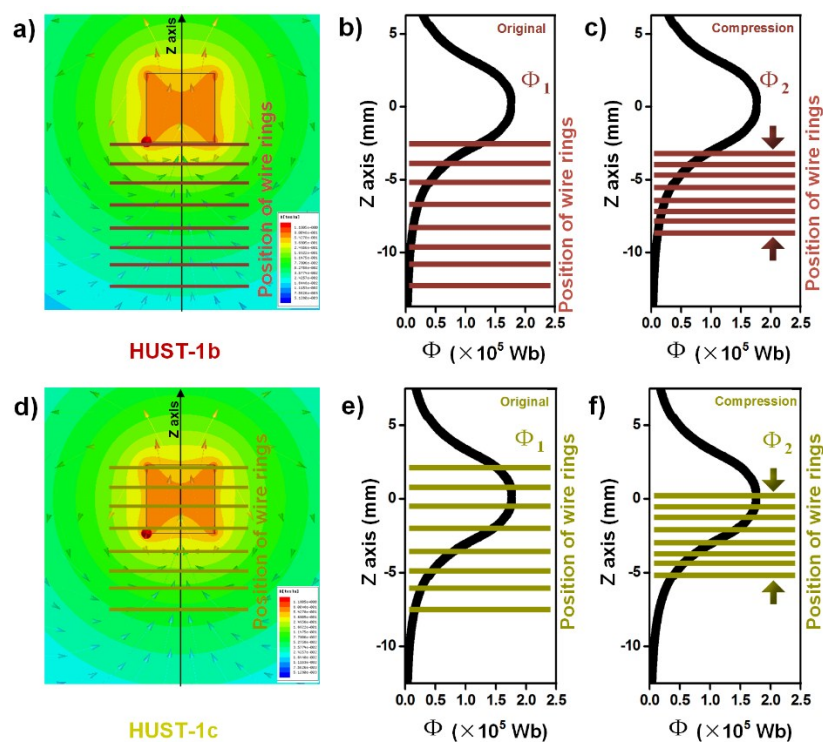 a)
Z axis
Position of wire rings
HUST-1b
b)
Original
Φ1
Z axis (mm)
5
0
-5
-10
0.0 0.5 1.0 1.5 2.0 2.5
Φ (×10⁵ Wb)
Position of wire rings
c)
Compression
Φ2
Z axis (mm)
5
0
-5
-10
0.0 0.5 1.0 1.5 2.0 2.5
Φ (×10⁵ Wb)
Position of wire rings
d)
Z axis
Position of wire rings
HUST-1c
e)
Original
Φ1
Z axis (mm)
5
0
-5
-10
0.0 0.5 1.0 1.5 2.0 2.5
Φ (×10⁵ Wb)
Position of wire rings
f)
Compression
Φ2
Z axis (mm)
5
0
-5
-10
0.0 0.5 1.0 1.5 2.0 2.5
Φ (×10⁵ Wb)
Position of wire rings